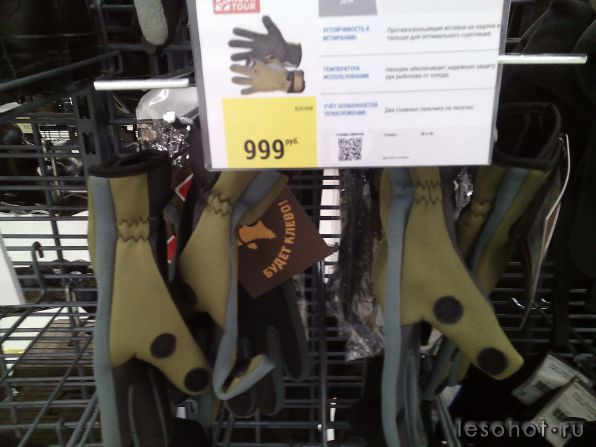 TOUR
УСТОЙЧИВОСТЬ К
ИСТИРАНИЮ
Противоскользящие вставки на ладони и
пальцах для оптимального сцепления.
ТЕМПЕРАТУРА
ИСПОЛЬЗОВАНИЯ
Неопрен обеспечивает надежную защиту
рук рыболова от холода.
УЧЁТ ОСОБЕННОСТЕЙ
ТЕЛОСЛОЖЕНИЯ
Два съемных пальчика на липучке.
999 руб.
БУДЕТ КЛЕВО!
lesohot.ru